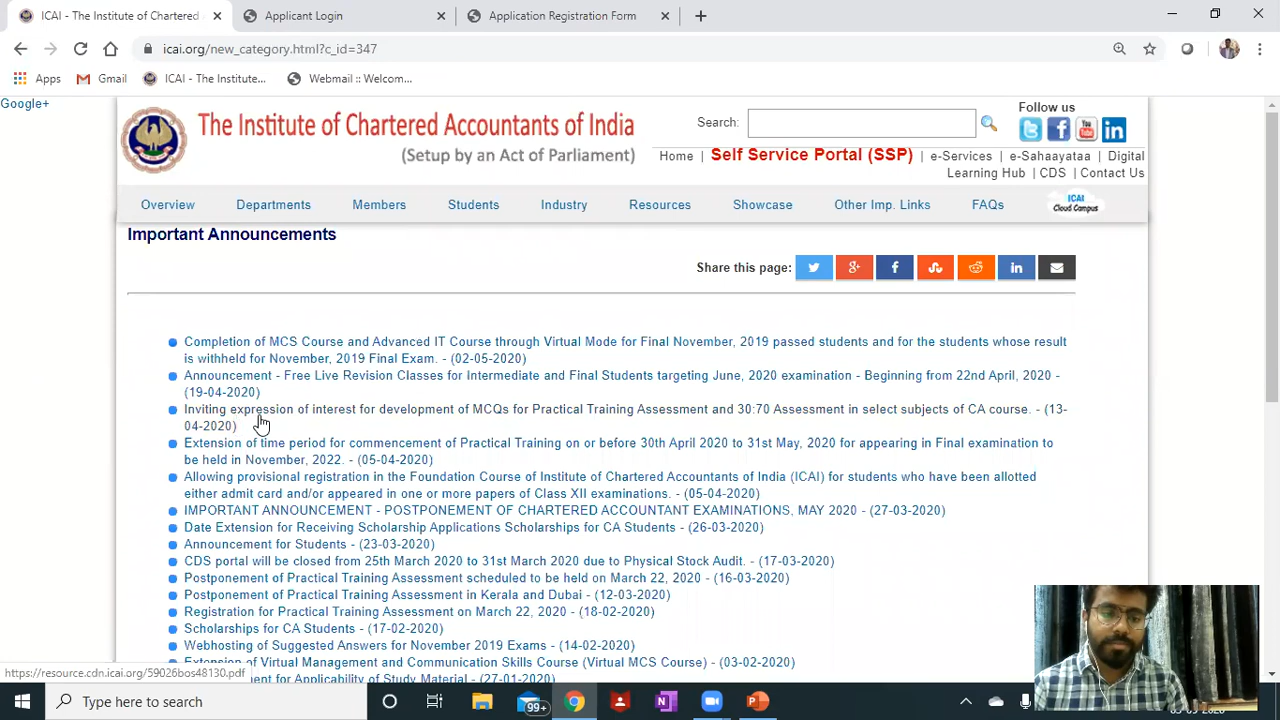 ICAI - The Institute of Chartered
Applicant Login
Application Registration Form
icai.org/new_category.html?c_id=347
Apps
Gmail
ICAI - The Institute...
Webmail :: Welcom...
Google+
The Institute of Chartered Accountants of India
(Setup by an Act of Parliament)
Search:
Follow us
Home | Self Service Portal (SSP) | e-Services | e-Sahaayataa | Digital
Learning Hub | CDS | Contact Us
Overview Departments Members Students Industry Resources Showcase Other Imp. Links FAQs
ICAI
Cloud Campus
Important Announcements
Share this page:
Completion of MCS Course and Advanced IT Course through Virtual Mode for Final November, 2019 passed students and for the students whose result
is withheld for November, 2019 Final Exam. - (02-05-2020)
Announcement - Free Live Revision Classes for Intermediate and Final Students targeting June, 2020 examination - Beginning from 22nd April, 2020 -
(19-04-2020)
Inviting expression of interest for development of MCQs for Practical Training Assessment and 30:70 Assessment in select subjects of CA course. - (13-
04-2020)
Extension of time period for commencement of Practical Training on or before 30th April 2020 to 31st May, 2020 for appearing in Final examination to
be held in November, 2022. - (05-04-2020)
Allowing provisional registration in the Foundation Course of Institute of Chartered Accountants of India (ICAI) for students who have been allotted
either admit card and/or appeared in one or more papers of Class XII examinations. - (05-04-2020)
IMPORTANT ANNOUNCEMENT - POSTPONEMENT OF CHARTERED ACCOUNTANT EXAMINATIONS, MAY 2020 - (27-03-2020)
Date Extension for Receiving Scholarship Applications Scholarships for CA Students - (26-03-2020)
Announcement for Students - (23-03-2020)
CDS portal will be closed from 25th March 2020 to 31st March 2020 due to Physical Stock Audit. - (17-03-2020)
Postponement of Practical Training Assessment scheduled to be held on March 22, 2020 - (16-03-2020)
Postponement of Practical Training Assessment in Kerala and Dubai - (12-03-2020)
Registration for Practical Training Assessment on March 22, 2020 - (18-02-2020)
Scholarships for CA Students - (17-02-2020)
Webhosting of Suggested Answers for November 2019 Exams - (14-02-2020)
Extension of Virtual Management and Communication Skills Course (Virtual MCS Course) - (03-02-2020)
https://resource.cdn.icai.org/59026bos48130.pdf
for Applicability of Study Material - (27-01-2020)
Type here to search
99+